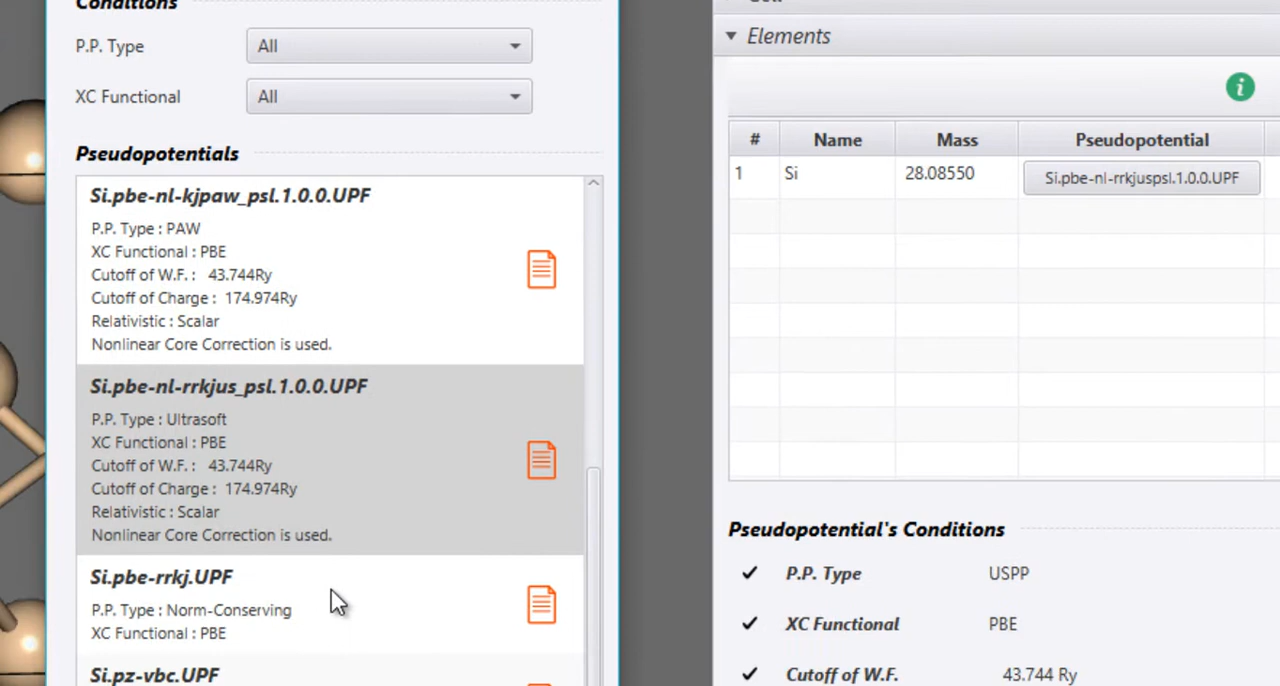 Conditions
P.P. Type
All
XC Functional
All
Pseudopotentials
Si.pbe-nl-kjpaw_psl.1.0.0.UPF
P.P. Type : PAW
XC Functional : PBE
Cutoff of W.F. : 43.744Ry
Cutoff of Charge : 174.974Ry
Relativistic : Scalar
Nonlinear Core Correction is used.
Si.pbe-nl-rrkjus_psl.1.0.0.UPF
P.P. Type : Ultrasoft
XC Functional : PBE
Cutoff of W.F. : 43.744Ry
Cutoff of Charge : 174.974Ry
Relativistic : Scalar
Nonlinear Core Correction is used.
Si.pbe-rrkj.UPF
P.P. Type : Norm-Conserving
XC Functional : PBE
Si.pz-vbc.UPF
Elements
# Name Mass Pseudopotential
1 Si 28.08550 Si.pbe-nl-rrkjuspsl.1.0.0.UPF
Pseudopotential's Conditions
P.P. Type USPP
XC Functional PBE
Cutoff of W.F. 43.744 Ry